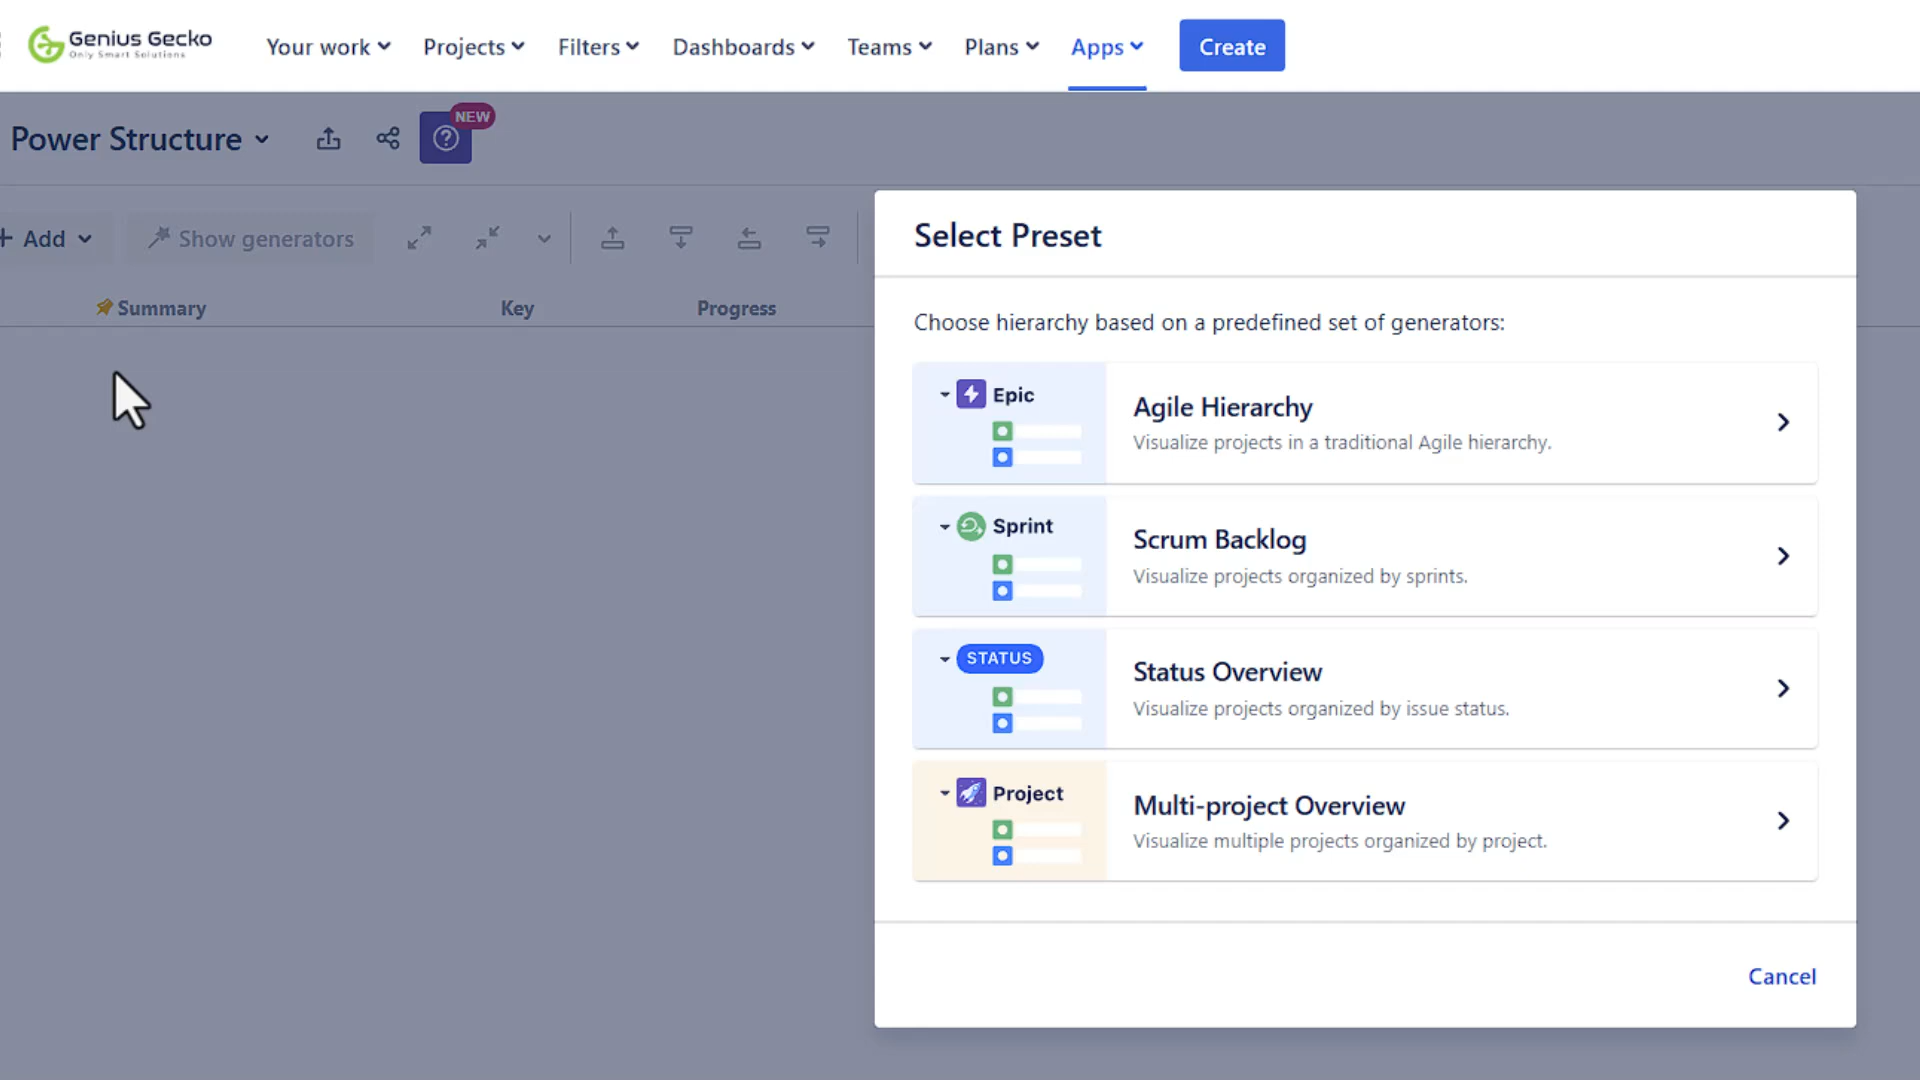 Genius Gecko
Only Smart Solutions
Your work
Projects
Filters
Dashboards
Teams
Plans
Apps
Create
Power Structure
NEW
+ Add
Show generators
Summary
Key
Progress
Select Preset
Choose hierarchy based on a predefined set of generators:
Epic
Agile Hierarchy
Visualize projects in a traditional Agile hierarchy.
Sprint
Scrum Backlog
Visualize projects organized by sprints.
STATUS
Status Overview
Visualize projects organized by issue status.
Project
Multi-project Overview
Visualize multiple projects organized by project.
Cancel